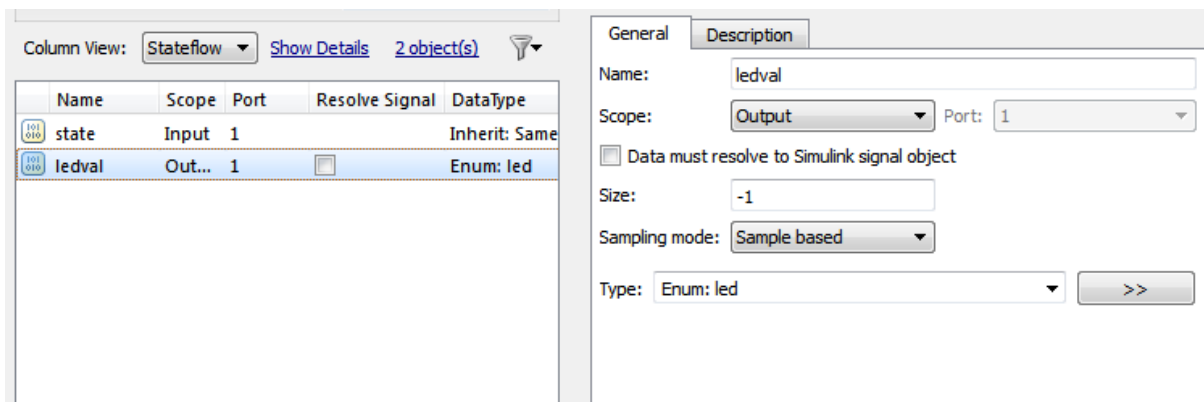 Column View: Stateflow Show Details 2 object(s)
Name Scope Port Resolve Signal DataType
state Input 1 Inherit: Same
ledval Out... 1 Enum: led
General Description
Name: ledval
Scope: Output Port: 1
Data must resolve to Simulink signal object
Size: -1
Sampling mode: Sample based
Type: Enum: led >>